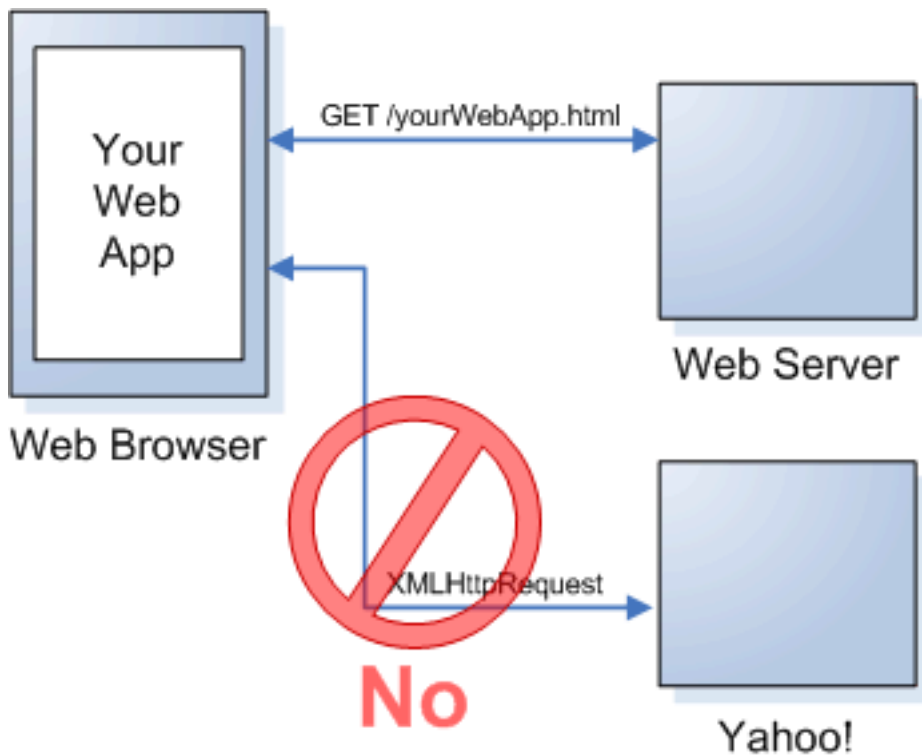 GET /yourWebApp.html
Your
Web
App
Web Server
Web Browser
XMLHttpRequest
No
Yahoo!